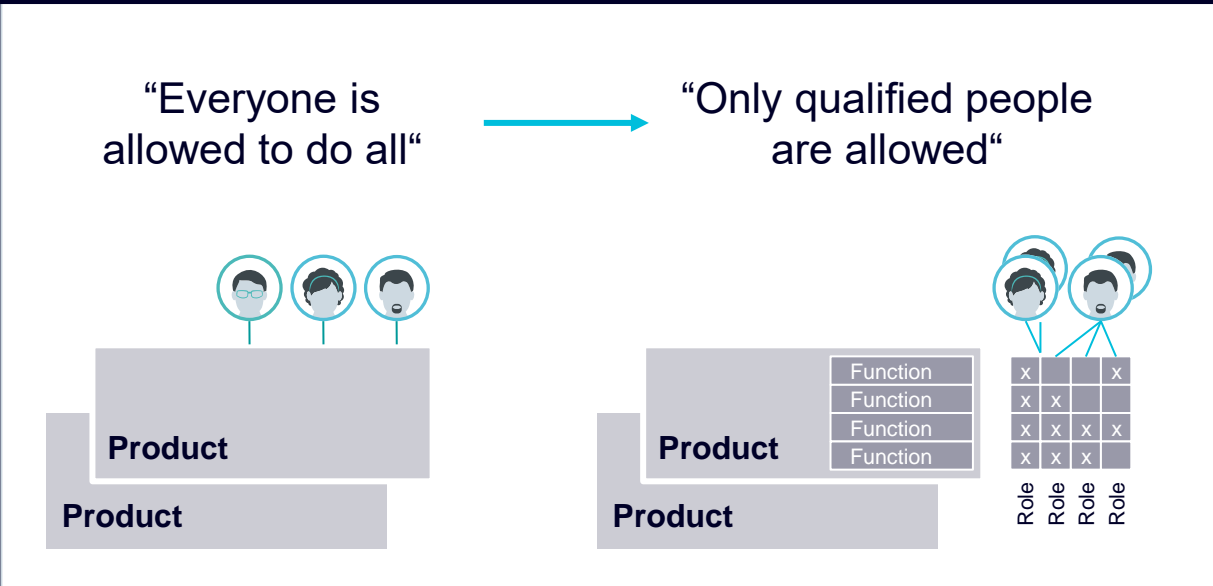 “Everyone is
allowed to do all“
“Only qualified people
are allowed“
Product
Product
Product
Product
Function
Function
Function
Function
x x
x x
x x x x
x x x
Role
Role
Role
Role